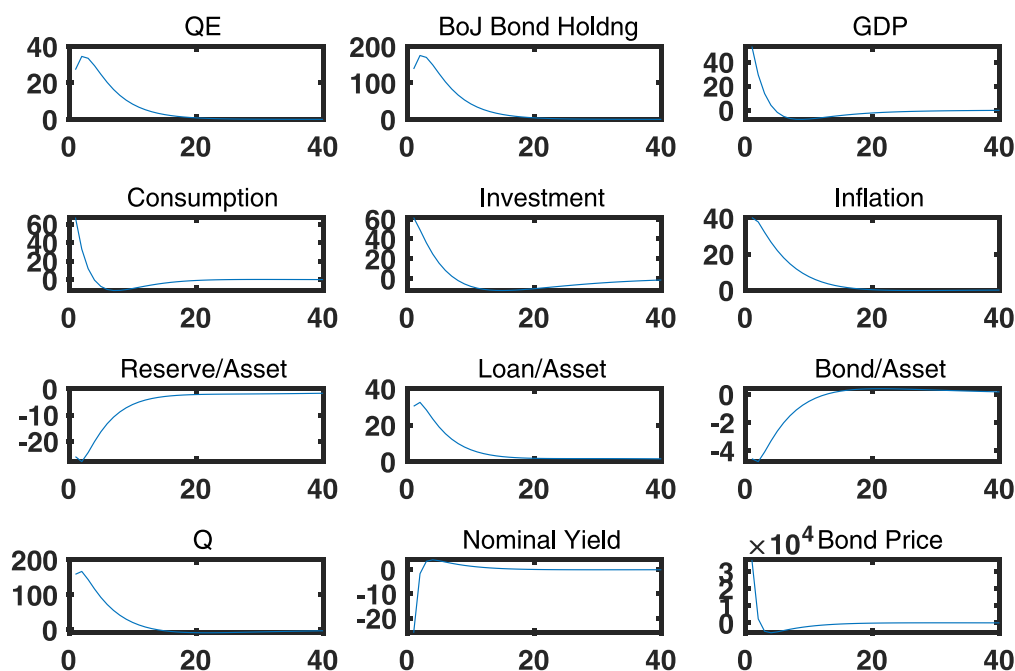 QE BoJ Bond Holdng GDP
40 200 40
20 100 20
0 0 0
0 20 40 0 20 40 0 20 40
Consumption Investment Inflation
60 60 40
40 40 20
20 20 0
0 0
0 20 40 0 20 40 0 20 40
Reserve/Asset Loan/Asset Bond/Asset
0 40 0
-10 20 -2
-20 0 -4
0 20 40 0 20 40 0 20 40
Q Nominal Yield ×10⁴ Bond Price
200 0 3
100 -10 2
0 -20 1
0
0 20 40 0 20 40 0 20 40